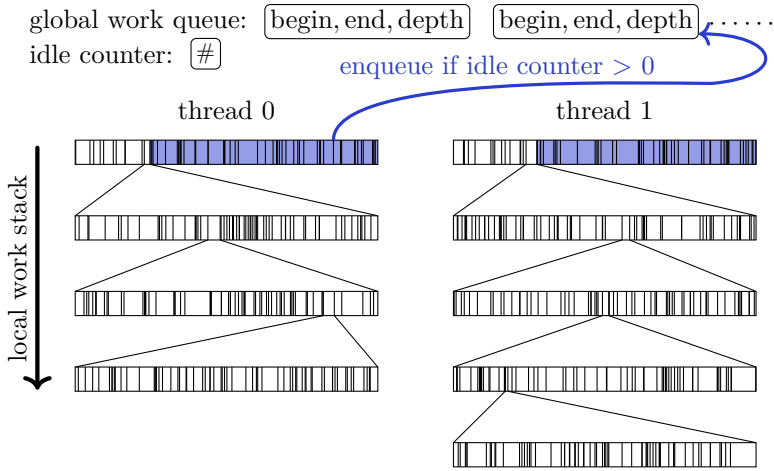 global work queue: begin, end, depth begin, end, depth ......
idle counter: #
enqueue if idle counter > 0
thread 0 thread 1
local work stack